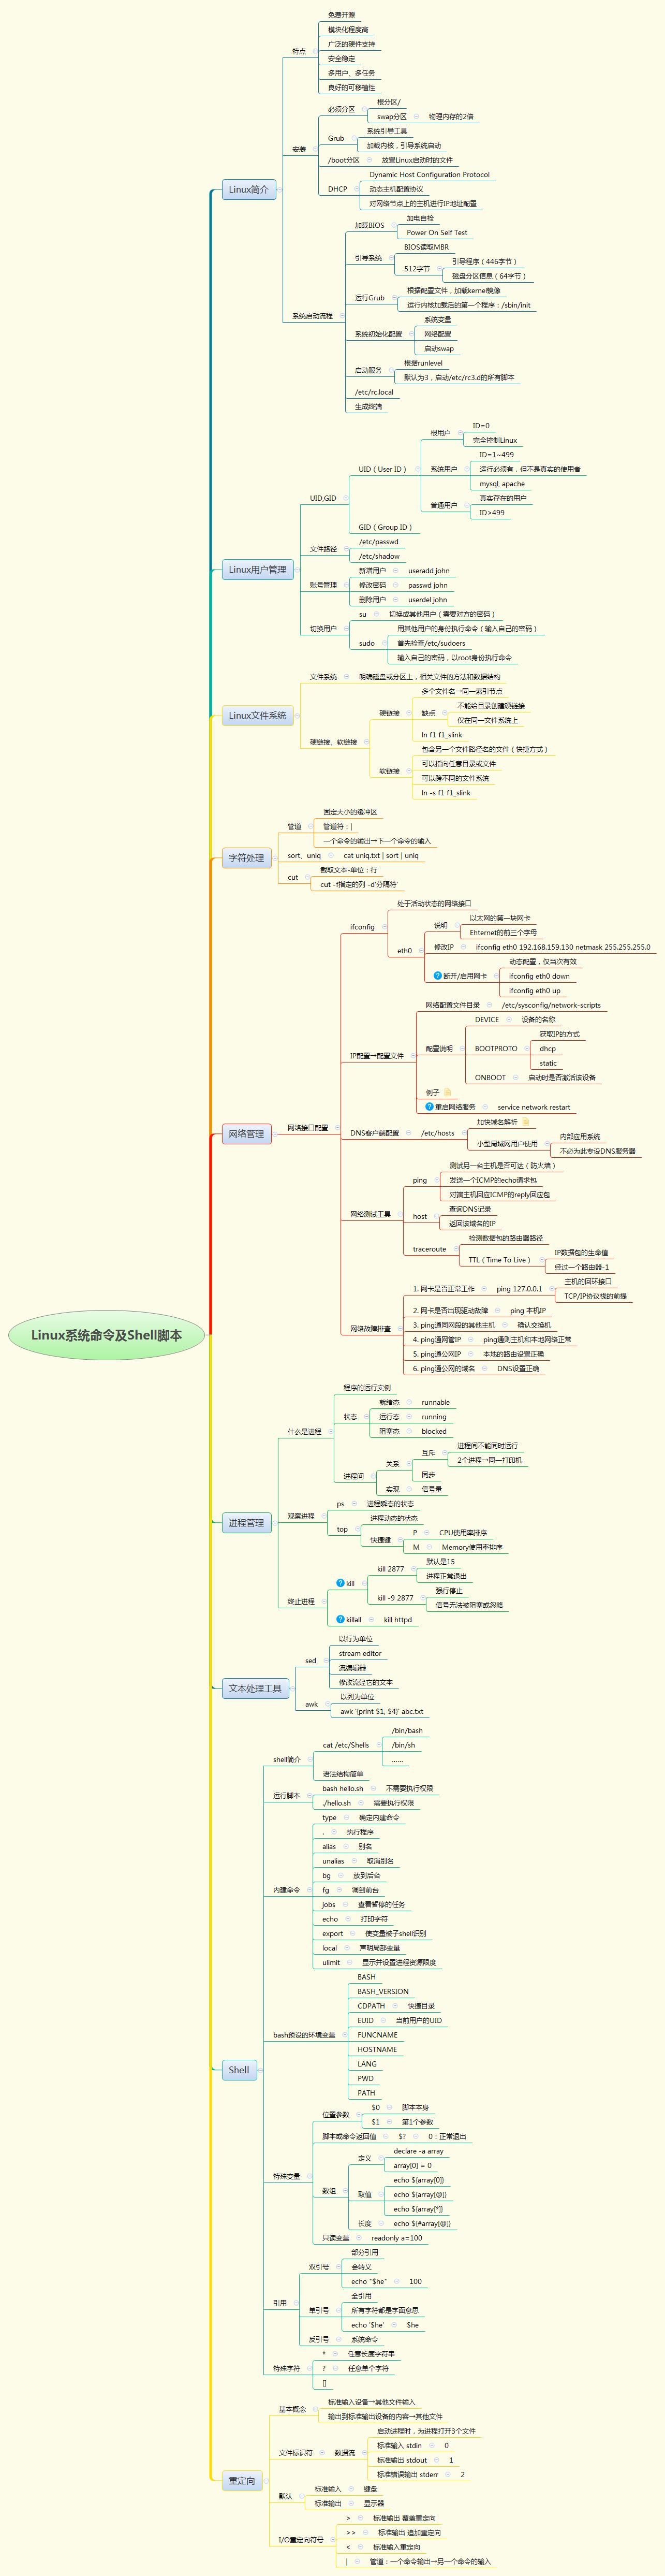 Linux系统命令及Shell脚本
Linux简介
特点
免费开源
模块化程度高
广泛的硬件支持
安全稳定
多用户、多任务
良好的可移植性
安装
必须分区
根分区/
swap分区
物理内存的2倍
Grub
系统引导工具
加载内核，引导系统启动
/boot分区
放置Linux启动时的文件
DHCP
Dynamic Host Configuration Protocol
动态主机配置协议
对网络节点上的主机进行IP地址配置
系统启动流程
加载BIOS
加电自检
Power On Self Test
引导系统
BIOS读取MBR
512字节
引导程序（446字节）
磁盘分区信息（64字节）
运行Grub
根据配置文件，加载kernel镜像
运行内核加载后的第一个程序：/sbin/init
系统初始化配置
系统变量
网络配置
启动swap
启动服务
根据runlevel
默认为3，启动/etc/rc3.d的所有脚本
/etc/rc.local
生成终端
Linux用户管理
UID,GID
UID（User ID）
根用户
ID=0
完全控制Linux
系统用户
ID=1~499
运行必须有，但不是真实的使用者
mysql, apache
普通用户
真实存在的用户
ID>499
GID（Group ID）
文件路径
/etc/passwd
/etc/shadow
账号管理
新增用户
useradd john
修改密码
passwd john
删除用户
userdel john
切换用户
su
切换成其他用户（需要对方的密码）
sudo
用其他用户的身份执行命令（输入自己的密码）
首先检查/etc/sudoers
输入自己的密码，以root身份执行命令
Linux文件系统
文件系统
明确磁盘或分区上，相关文件的方法和数据结构
硬链接、软链接
硬链接
多个文件名→同一索引节点
缺点
不能给目录创建硬链接
仅在同一文件系统上
ln f1 f1_slink
软链接
包含另一个文件路径名的文件（快捷方式）
可以指向任意目录或文件
可以跨不同的文件系统
ln -s f1 f1_slink
字符处理
管道
固定大小的缓冲区
管道符：|
一个命令的输出→下一个命令的输入
sort、uniq
cat uniq.txt | sort | uniq
cut
截取文本-单位：行
cut -f指定的列 -d'分隔符'
网络管理
网络接口配置
ifconfig
处于活动状态的网络接口
eth0
说明
以太网的第一块网卡
Ehternet的前三个字母
修改IP
ifconfig eth0 192.168.159.130 netmask 255.255.255.0
断开/启用网卡
动态配置，仅当次有效
ifconfig eth0 down
ifconfig eth0 up
IP配置→配置文件
网络配置文件目录
/etc/sysconfig/network-scripts
配置说明
DEVICE
设备的名称
BOOTPROTO
获取IP的方式
dhcp
static
ONBOOT
启动时是否激活该设备
例子
重启网络服务
service network restart
DNS客户端配置
/etc/hosts
加快域名解析
小型局域网用户使用
内部应用系统
不必为此专设DNS服务器
网络测试工具
ping
测试另一台主机是否可达（防火墙）
发送一个ICMP的echo请求包
对端主机回应ICMP的reply回应包
host
查询DNS记录
返回该域名的IP
traceroute
检测数据包的路由器路径
TTL（Time To Live）
IP数据包的生命值
经过一个路由器-1
网络故障排查
1. 网卡是否正常工作
ping 127.0.0.1
主机的回环接口
TCP/IP协议栈的前提
2. 网卡是否出现驱动故障
ping 本机IP
3. ping通同网段的其他主机
确认交换机
4. ping通网管IP
ping通则主机和本地网络正常
5. ping通公网IP
本地的路由设置正确
6. ping通公网的域名
DNS设置正确
进程管理
什么是进程
程序的运行实例
状态
就绪态
runnable
运行态
running
阻塞态
blocked
进程间
关系
互斥
进程间不能同时运行
2个进程→同一打印机
同步
实现
信号量
观察进程
ps
进程瞬态的状态
top
进程动态的状态
快捷键
P
CPU使用率排序
M
Memory使用率排序
终止进程
kill
kill 2877
默认是15
进程正常退出
kill -9 2877
强行停止
信号无法被阻塞或忽略
killall
kill httpd
文本处理工具
sed
以行为单位
stream editor
流编辑器
修改流经它的文本
awk
以列为单位
awk '{print $1, $4}' abc.txt
Shell
shell简介
cat /etc/Shells
/bin/bash
/bin/sh
......
语法结构简单
运行脚本
bash hello.sh
不需要执行权限
./hello.sh
需要执行权限
内建命令
type
确定内建命令
.
执行程序
alias
别名
unalias
取消别名
bg
放到后台
fg
调到前台
jobs
查看暂停的任务
echo
打印字符
export
使变量被子shell识别
local
声明局部变量
ulimit
显示并设置进程资源限度
bash预设的环境变量
BASH
BASH_VERSION
CDPATH
快捷目录
EUID
当前用户的UID
FUNCNAME
HOSTNAME
LANG
PWD
PATH
特殊变量
位置参数
$0
脚本本身
$1
第1个参数
脚本或命令返回值
$?
0：正常退出
数组
定义
declare -a array
array[0] = 0
取值
echo ${array[0]}
echo ${array[@]}
echo ${array[*]}
长度
echo ${#array[@]}
只读变量
readonly a=100
引用
双引号
部分引用
会转义
echo "$he"
100
单引号
全引用
所有字符都是字面意思
echo '$he'
$he
反引号
系统命令
特殊字符
*
任意长度字符串
?
任意单个字符
[]
重定向
基本概念
标准输入设备→其他文件输入
输出到标准输出设备的内容→其他文件
文件标识符
数据流
启动进程时，为进程打开3个文件
标准输入 stdin
0
标准输出 stdout
1
标准错误输出 stderr
2
默认
标准输入
键盘
标准输出
显示器
I/O重定向符号
>
标准输出 覆盖重定向
>>
标准输出 追加重定向
<
标准输入重定向
|
管道：一个命令输出→另一个命令的输入